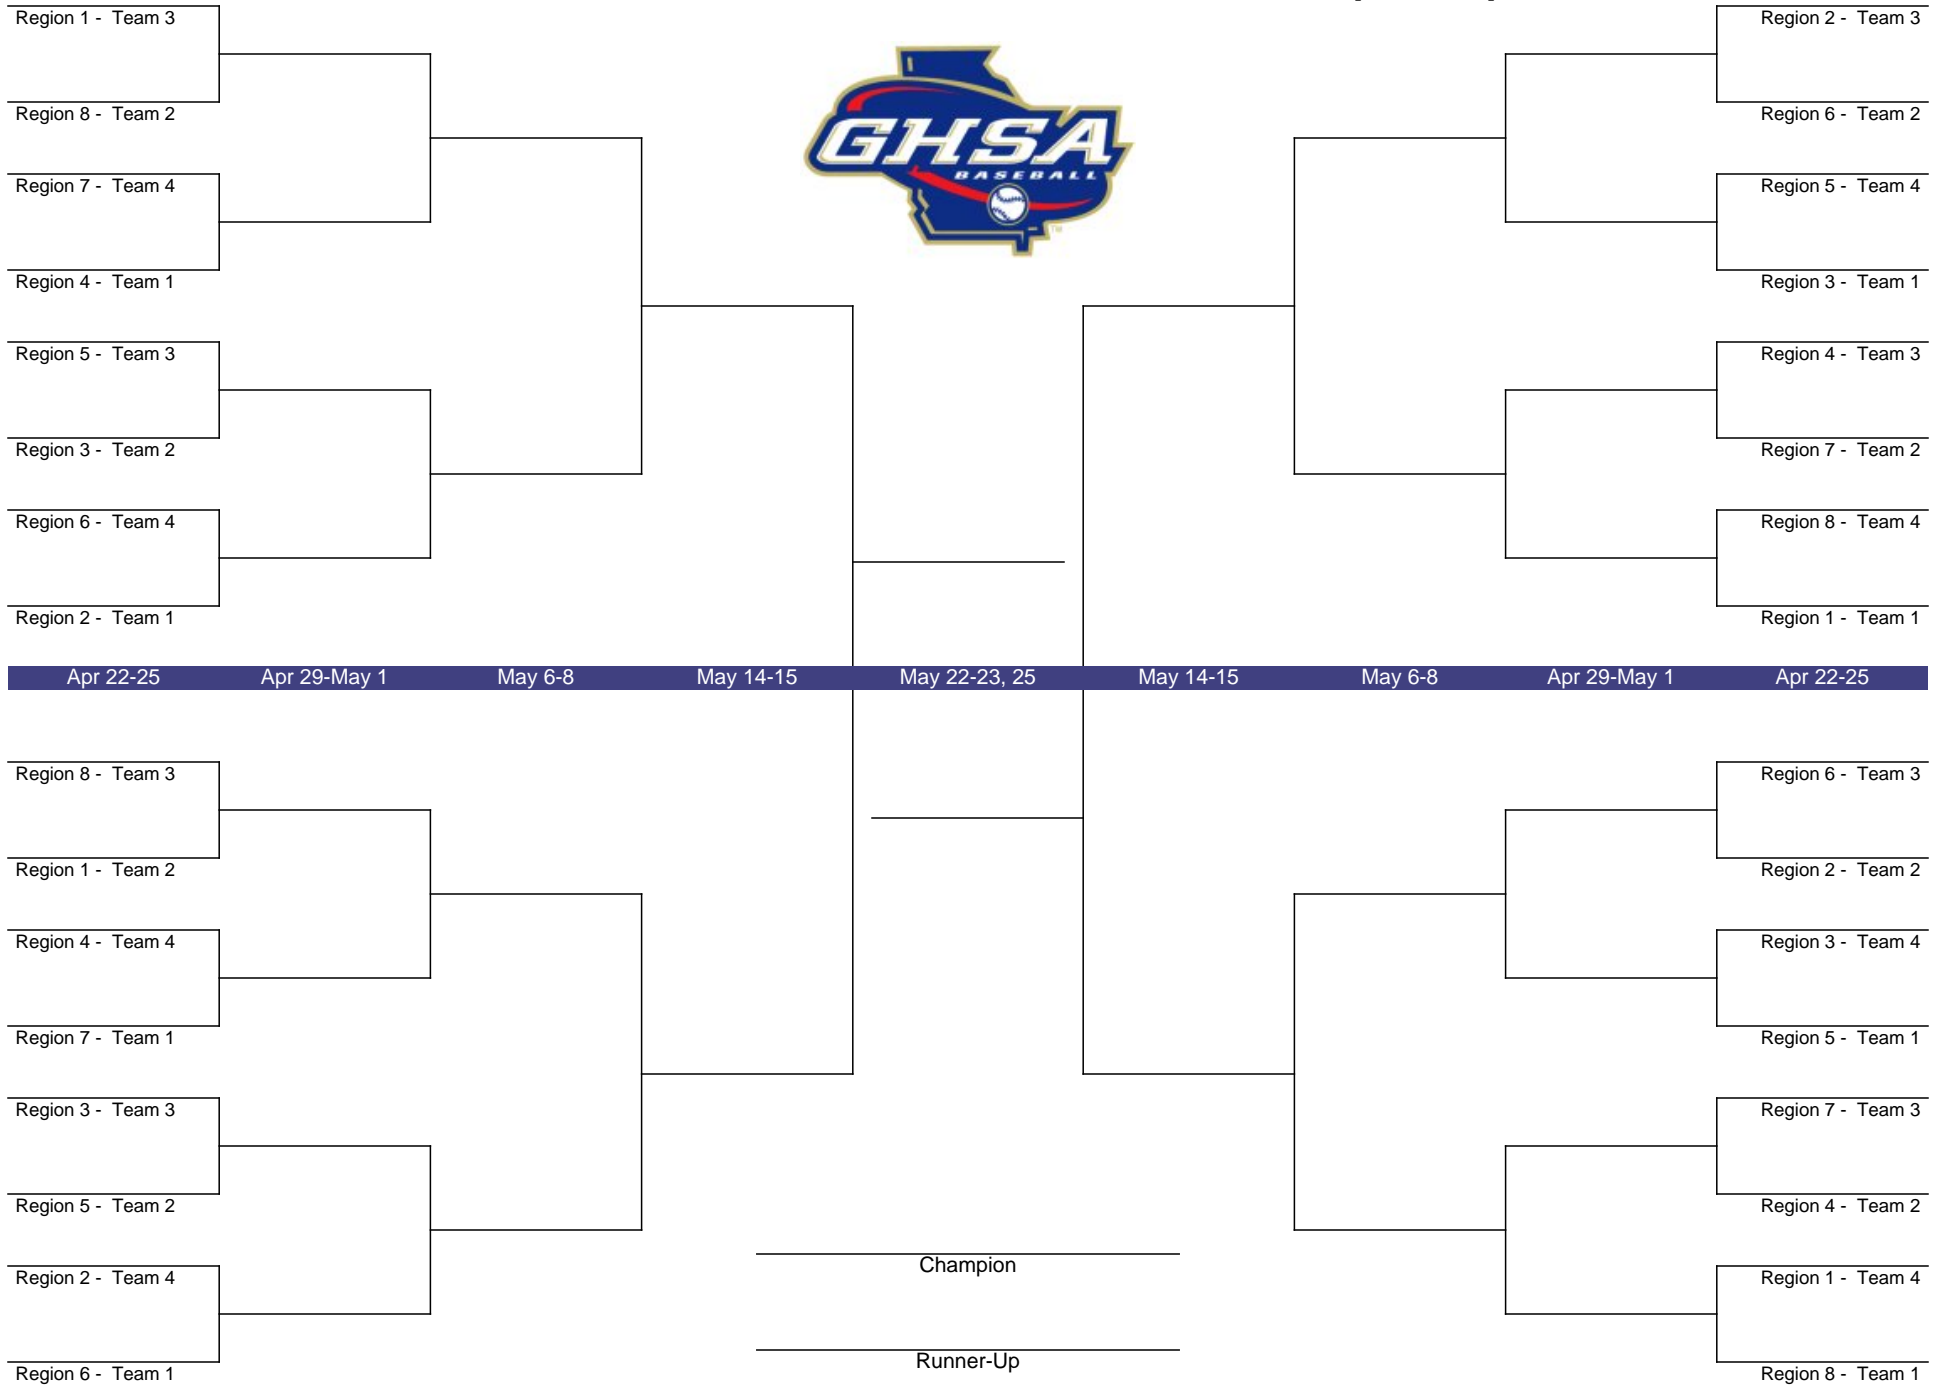 Region 1 - Team 3
Region 8 - Team 2
Region 7 - Team 4
Region 4 - Team 1
Region 5 - Team 3
Region 3 - Team 2
Region 6 - Team 4
Region 2 - Team 1
GHSA
BASEBALL
TM
Region 2 - Team 3
Region 6 - Team 2
Region 5 - Team 4
Region 3 - Team 1
Region 4 - Team 3
Region 7 - Team 2
Region 8 - Team 4
Region 1 - Team 1
Apr 22-25 Apr 29-May 1 May 6-8 May 14-15 May 22-23, 25 May 14-15 May 6-8 Apr 29-May 1 Apr 22-25
Region 8 - Team 3
Region 1 - Team 2
Region 4 - Team 4
Region 7 - Team 1
Region 3 - Team 3
Region 5 - Team 2
Region 2 - Team 4
Region 6 - Team 1
Champion
Runner-Up
Region 6 - Team 3
Region 2 - Team 2
Region 3 - Team 4
Region 5 - Team 1
Region 7 - Team 3
Region 4 - Team 2
Region 1 - Team 4
Region 8 - Team 1